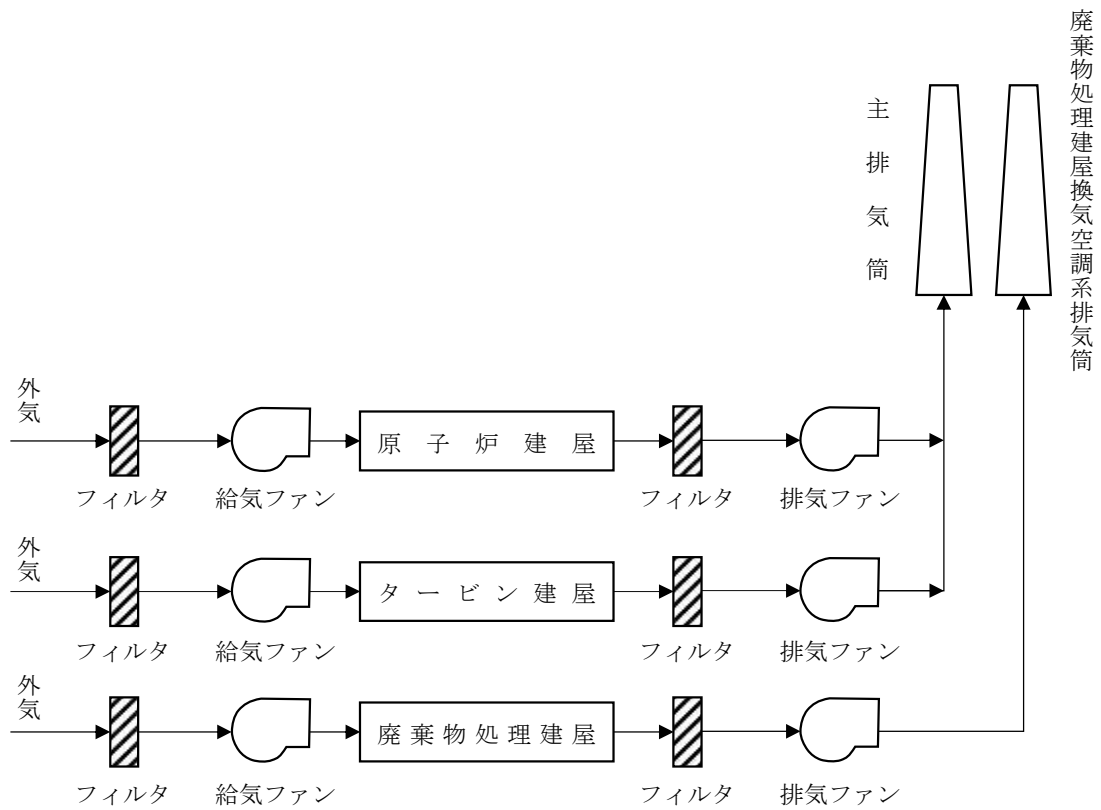 廃棄物処理建屋換気空調系排気筒
主排気筒
外気
原子炉建屋
フィルタ
給気ファン
フィルタ
排気ファン
外気
タービン建屋
フィルタ
給気ファン
フィルタ
排気ファン
外気
廃棄物処理建屋
フィルタ
給気ファン
フィルタ
排気ファン